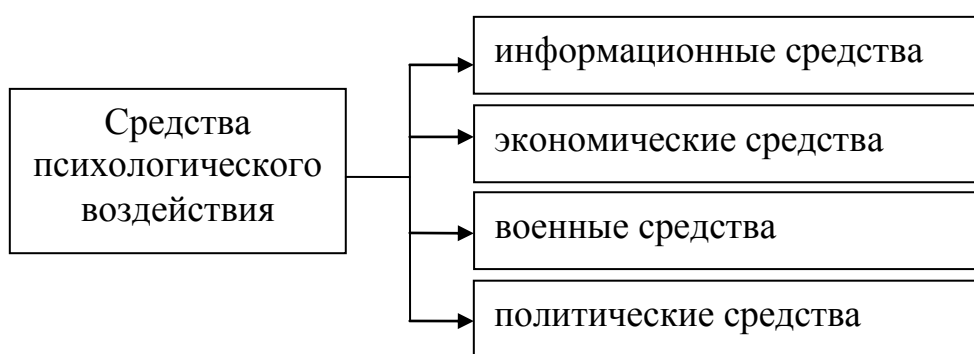 Средства
психологического
воздействия
информационные средства
экономические средства
военные средства
политические средства